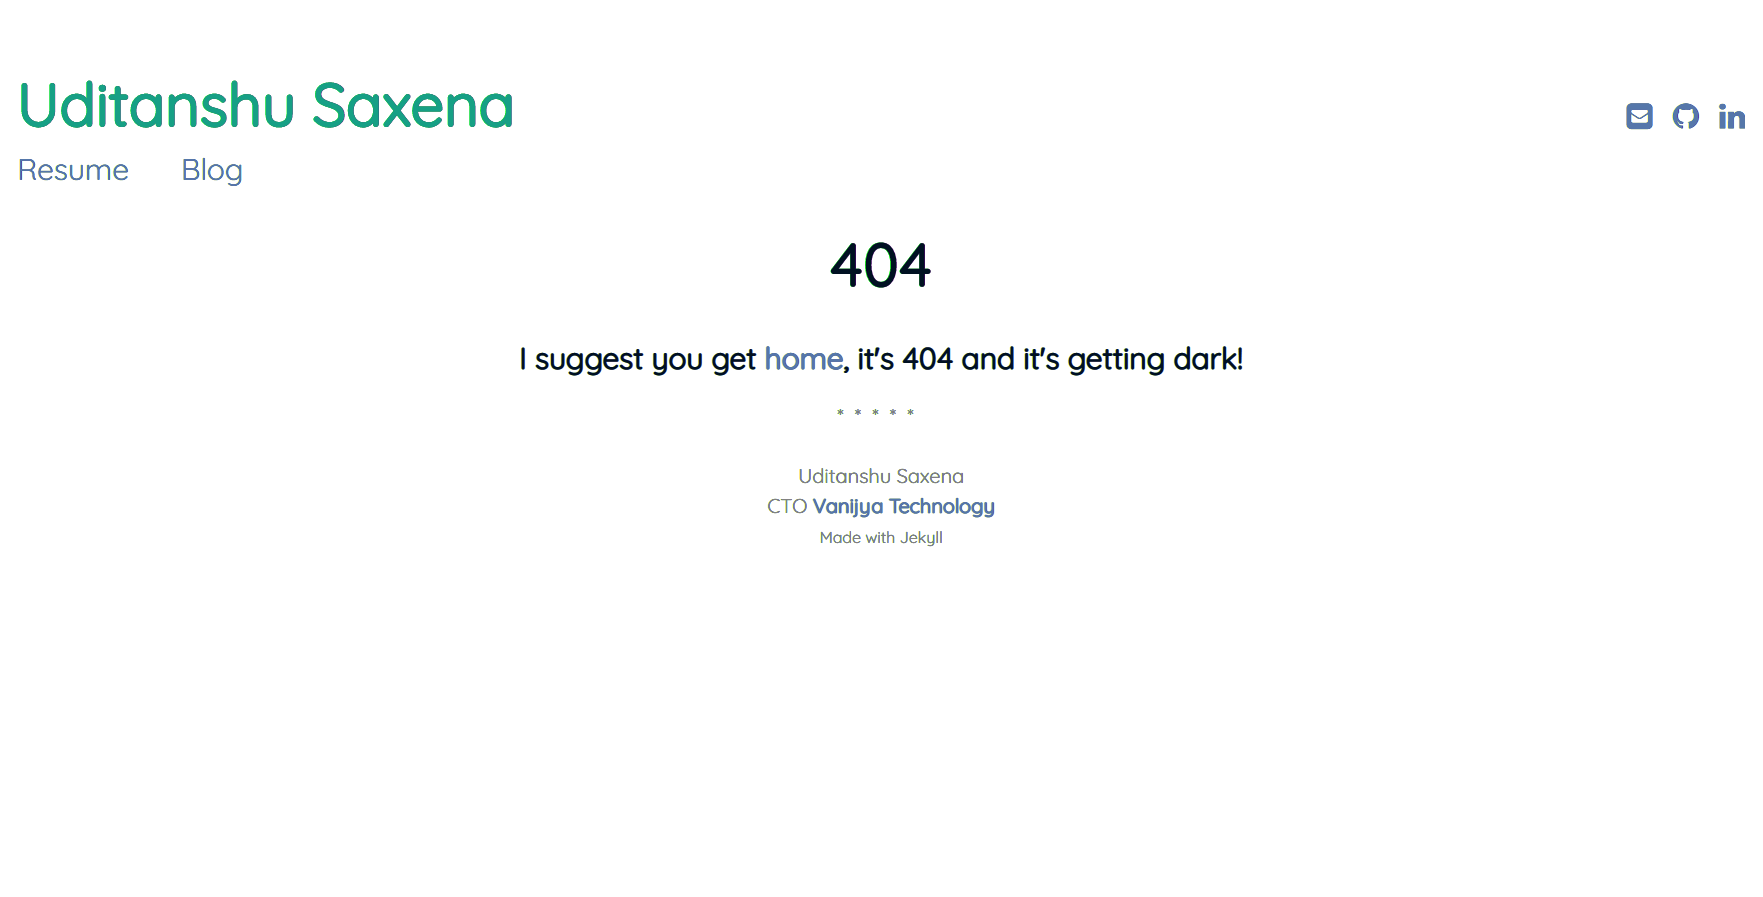 Uditanshu Saxena
Resume Blog
404
I suggest you get home, it's 404 and it's getting dark!
* * * * *
Uditanshu Saxena
CTO Vanijya Technology
Made with Jekyll